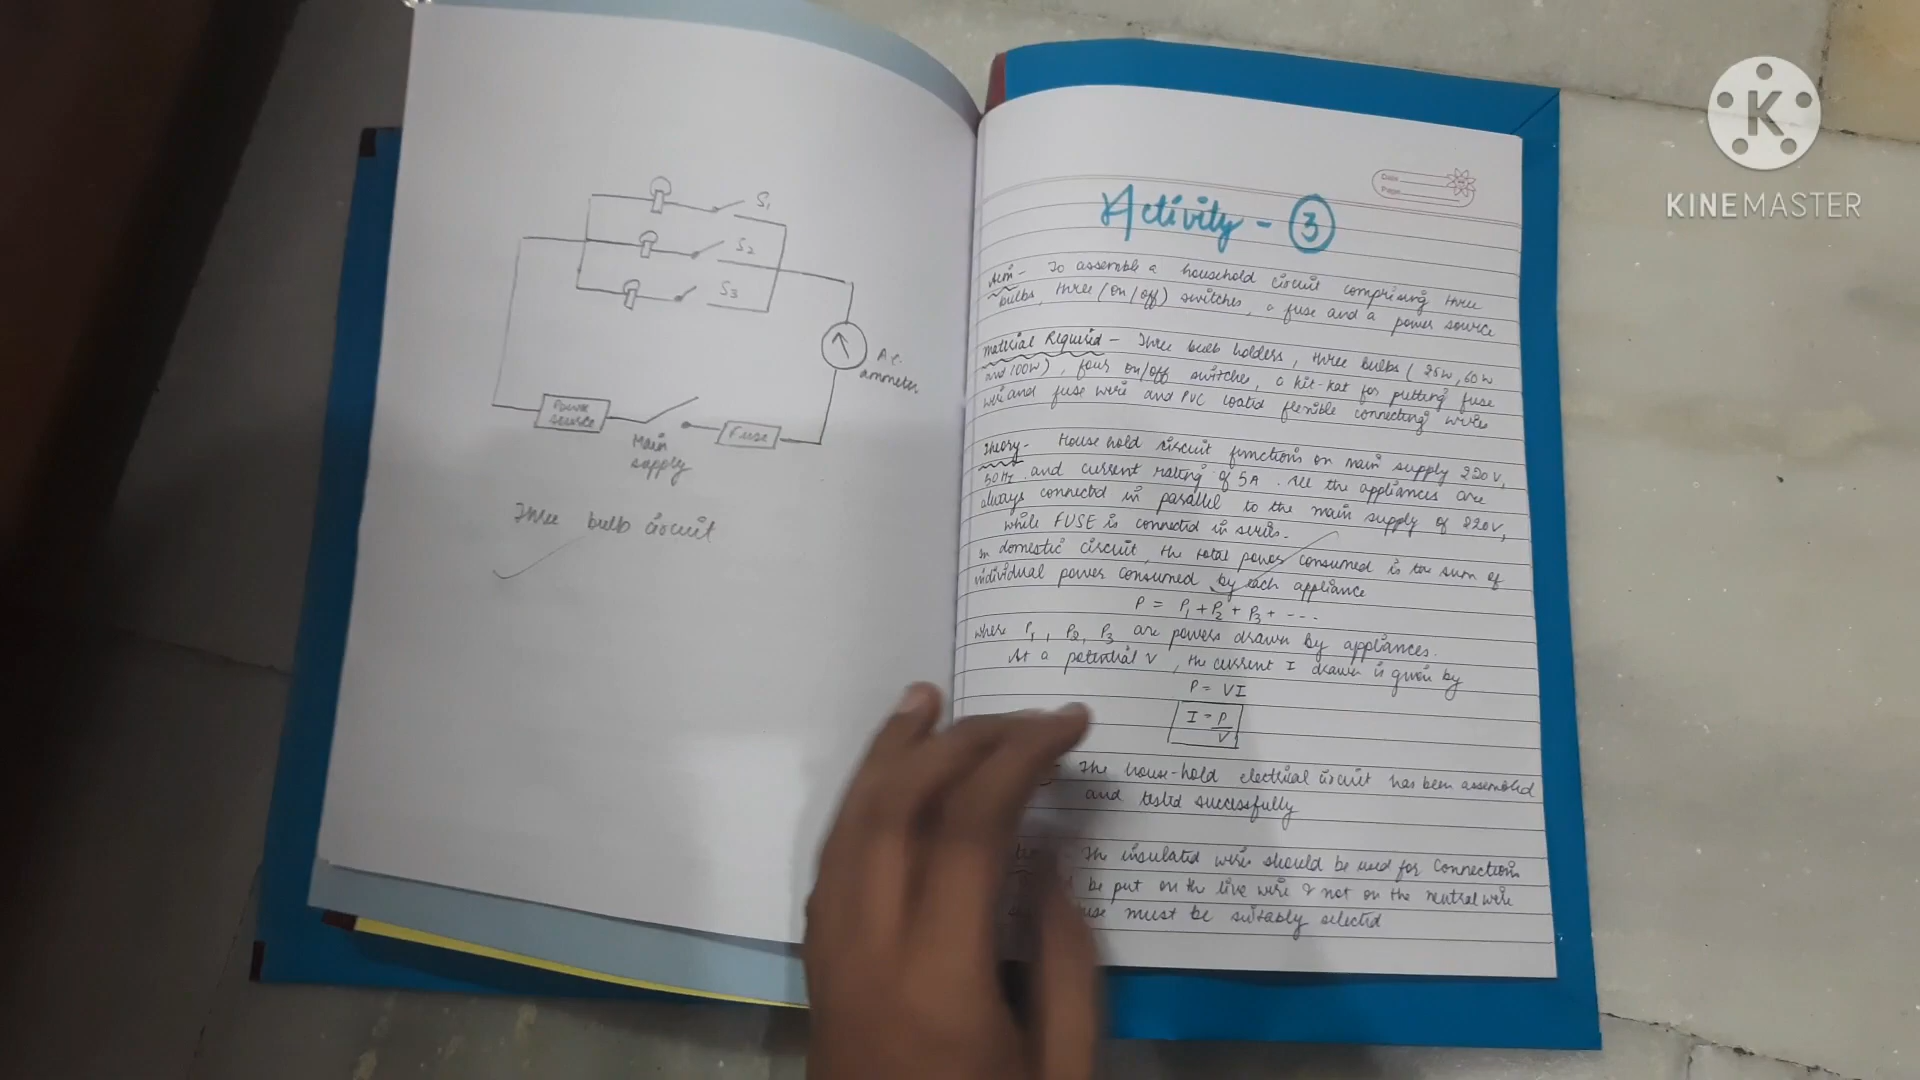 S1
S2
S3
A.C.
ammeter
Power
source
Main
supply
Fuse
Three bulb circuit
Date
Page
Activity - 3
Aim - To assemble a household circuit comprising three
bulbs, three (on/off) switches, a fuse and a power source
Material Required - Three bulb holders, three bulbs (25W, 60W
and 100W), four on/off switches, a kit-kat for putting fuse
wire and fuse wire and PVC coated flexible connecting wires
Theory - House hold circuit functions on main supply 220V,
50Hz and current rating of 5A. All the appliances are
always connected in parallel to the main supply of 220V,
while FUSE is connected in series.
In domestic circuit, the total power consumed is the sum of
individual power consumed by each appliance
P = P1 + P2 + P3 + ----
where P1, P2, P3 are powers drawn by appliances.
At a potential V, the current I drawn is given by
P = VI
I = P/V
- The house-hold electrical circuit has been assembled
and tested successfully
- The insulated wire should be used for connections
be put on the live wire & not on the neutral wire
fuse must be suitably selected
K
KINEMASTER